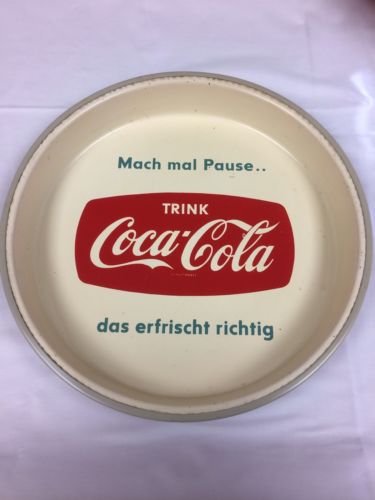 Mach mal Pause..
TRINK
Coca-Cola
das erfrischt richtig